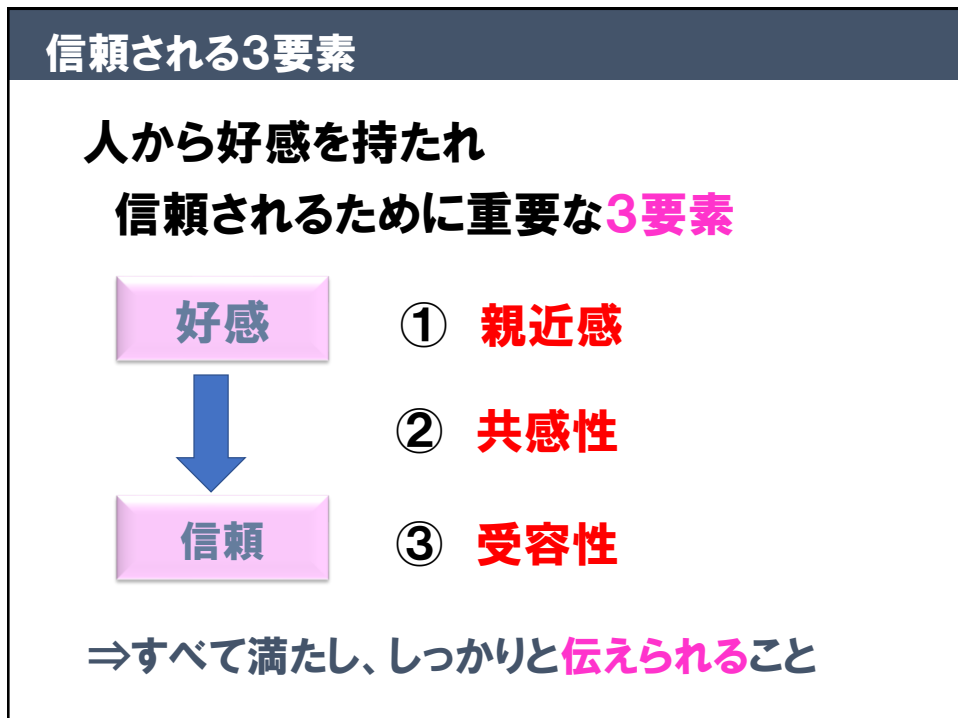 信頼される3要素
人から好感を持たれ
信頼されるために重要な3要素
好感
① 親近感
② 共感性
信頼
③ 受容性
⇒すべて満たし、しっかりと伝えられること